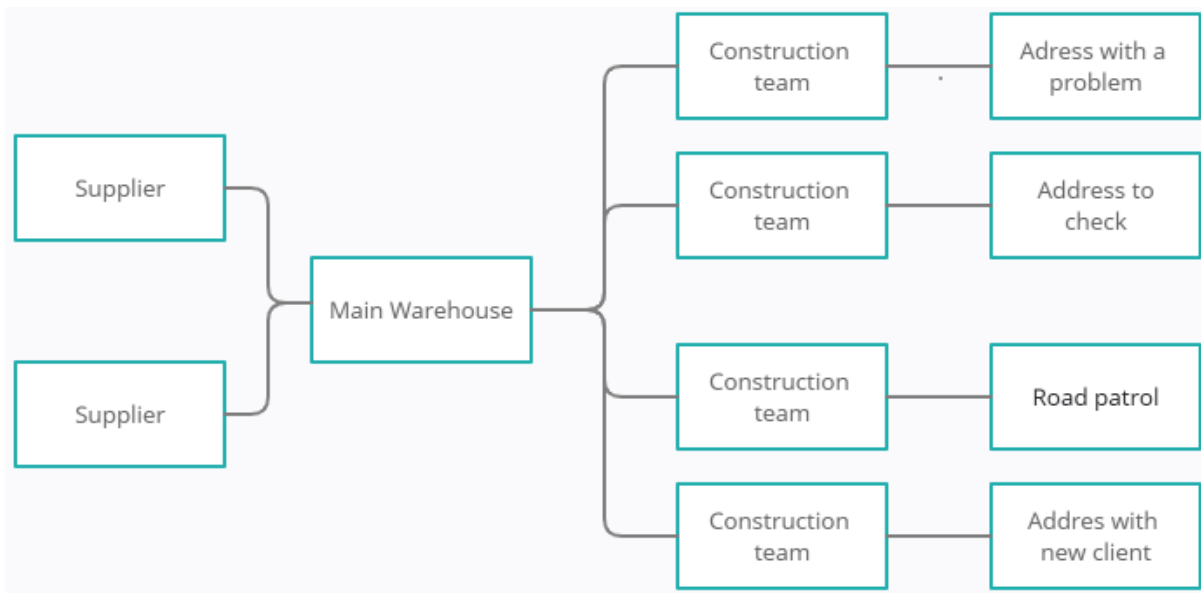 Supplier
Supplier
Main Warehouse
Construction
team
Adress with a
problem
Construction
team
Address to
check
Construction
team
Road patrol
Construction
team
Addres with
new client